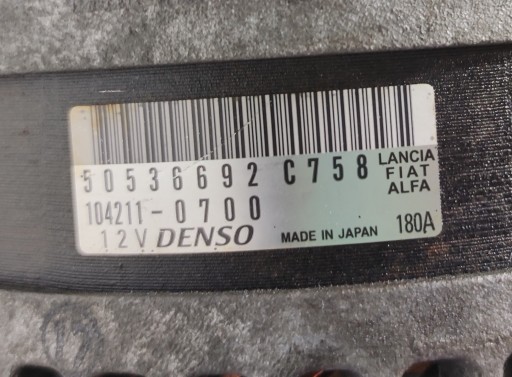 50536692 C758 LANCIA
FIAT
ALFA
104211-0700
12V DENSO MADE IN JAPAN 180A